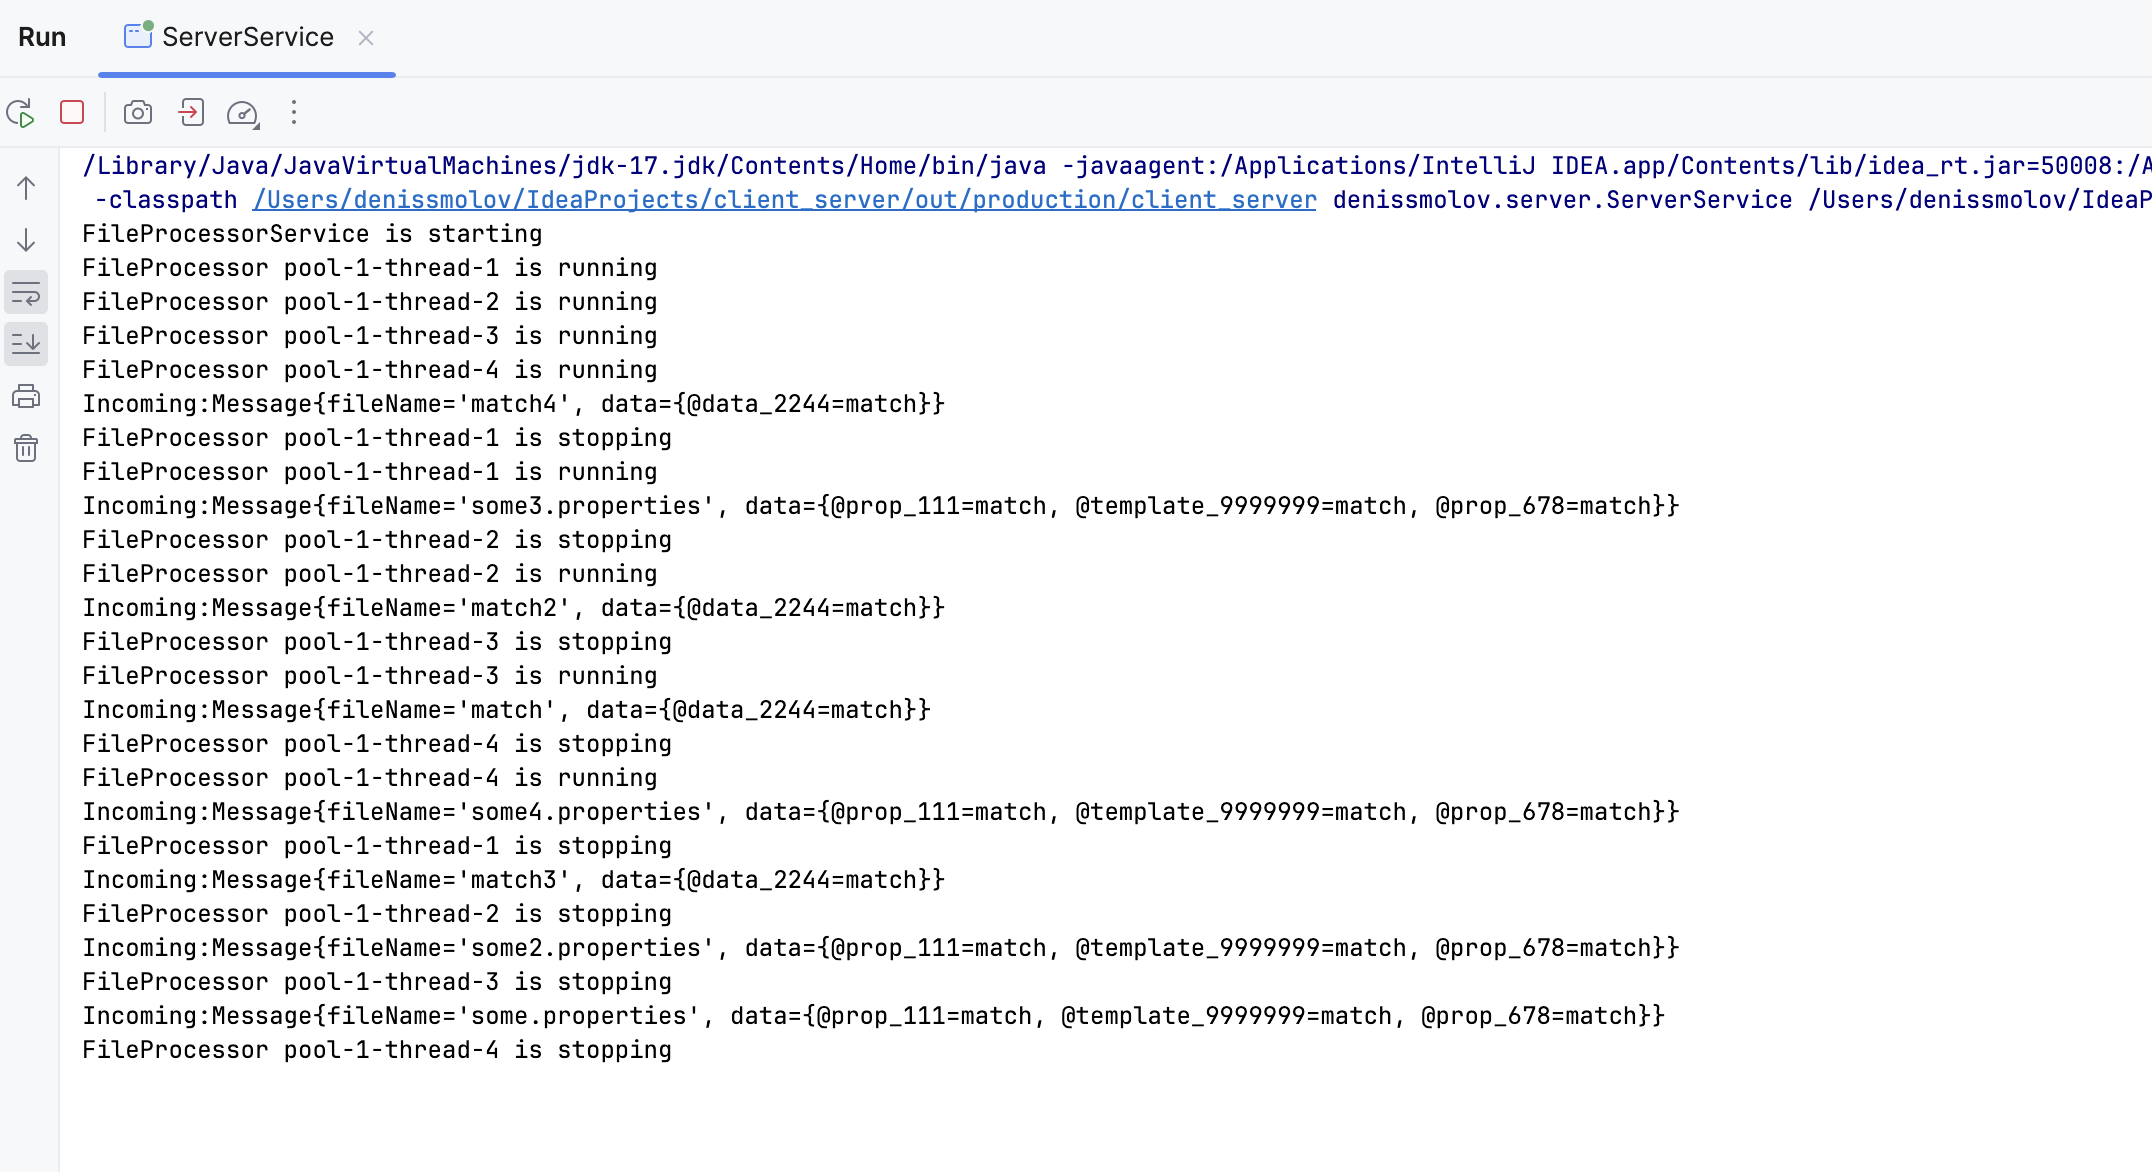 Run ServerService
/Library/Java/JavaVirtualMachines/jdk-17.jdk/Contents/Home/bin/java -javaagent:/Applications/IntelliJ IDEA.app/Contents/lib/idea_rt.jar=50008:/A
-classpath /Users/denissmolov/IdeaProjects/client_server/out/production/client_server denissmolov.server.ServerService /Users/denissmolov/IdeaP
FileProcessorService is starting
FileProcessor pool-1-thread-1 is running
FileProcessor pool-1-thread-2 is running
FileProcessor pool-1-thread-3 is running
FileProcessor pool-1-thread-4 is running
Incoming:Message{fileName='match4', data={@data_2244=match}}
FileProcessor pool-1-thread-1 is stopping
FileProcessor pool-1-thread-1 is running
Incoming:Message{fileName='some3.properties', data={@prop_111=match, @template_9999999=match, @prop_678=match}}
FileProcessor pool-1-thread-2 is stopping
FileProcessor pool-1-thread-2 is running
Incoming:Message{fileName='match2', data={@data_2244=match}}
FileProcessor pool-1-thread-3 is stopping
FileProcessor pool-1-thread-3 is running
Incoming:Message{fileName='match', data={@data_2244=match}}
FileProcessor pool-1-thread-4 is stopping
FileProcessor pool-1-thread-4 is running
Incoming:Message{fileName='some4.properties', data={@prop_111=match, @template_9999999=match, @prop_678=match}}
FileProcessor pool-1-thread-1 is stopping
Incoming:Message{fileName='match3', data={@data_2244=match}}
FileProcessor pool-1-thread-2 is stopping
Incoming:Message{fileName='some2.properties', data={@prop_111=match, @template_9999999=match, @prop_678=match}}
FileProcessor pool-1-thread-3 is stopping
Incoming:Message{fileName='some.properties', data={@prop_111=match, @template_9999999=match, @prop_678=match}}
FileProcessor pool-1-thread-4 is stopping